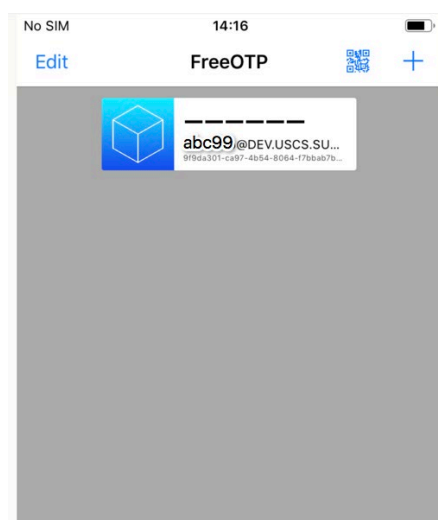 No SIM 14:16
Edit FreeOTP +
— — — — — —
abc99@DEV.USCS.SU...
9f9da301-ca97-4b54-8064-f7bbab7b...